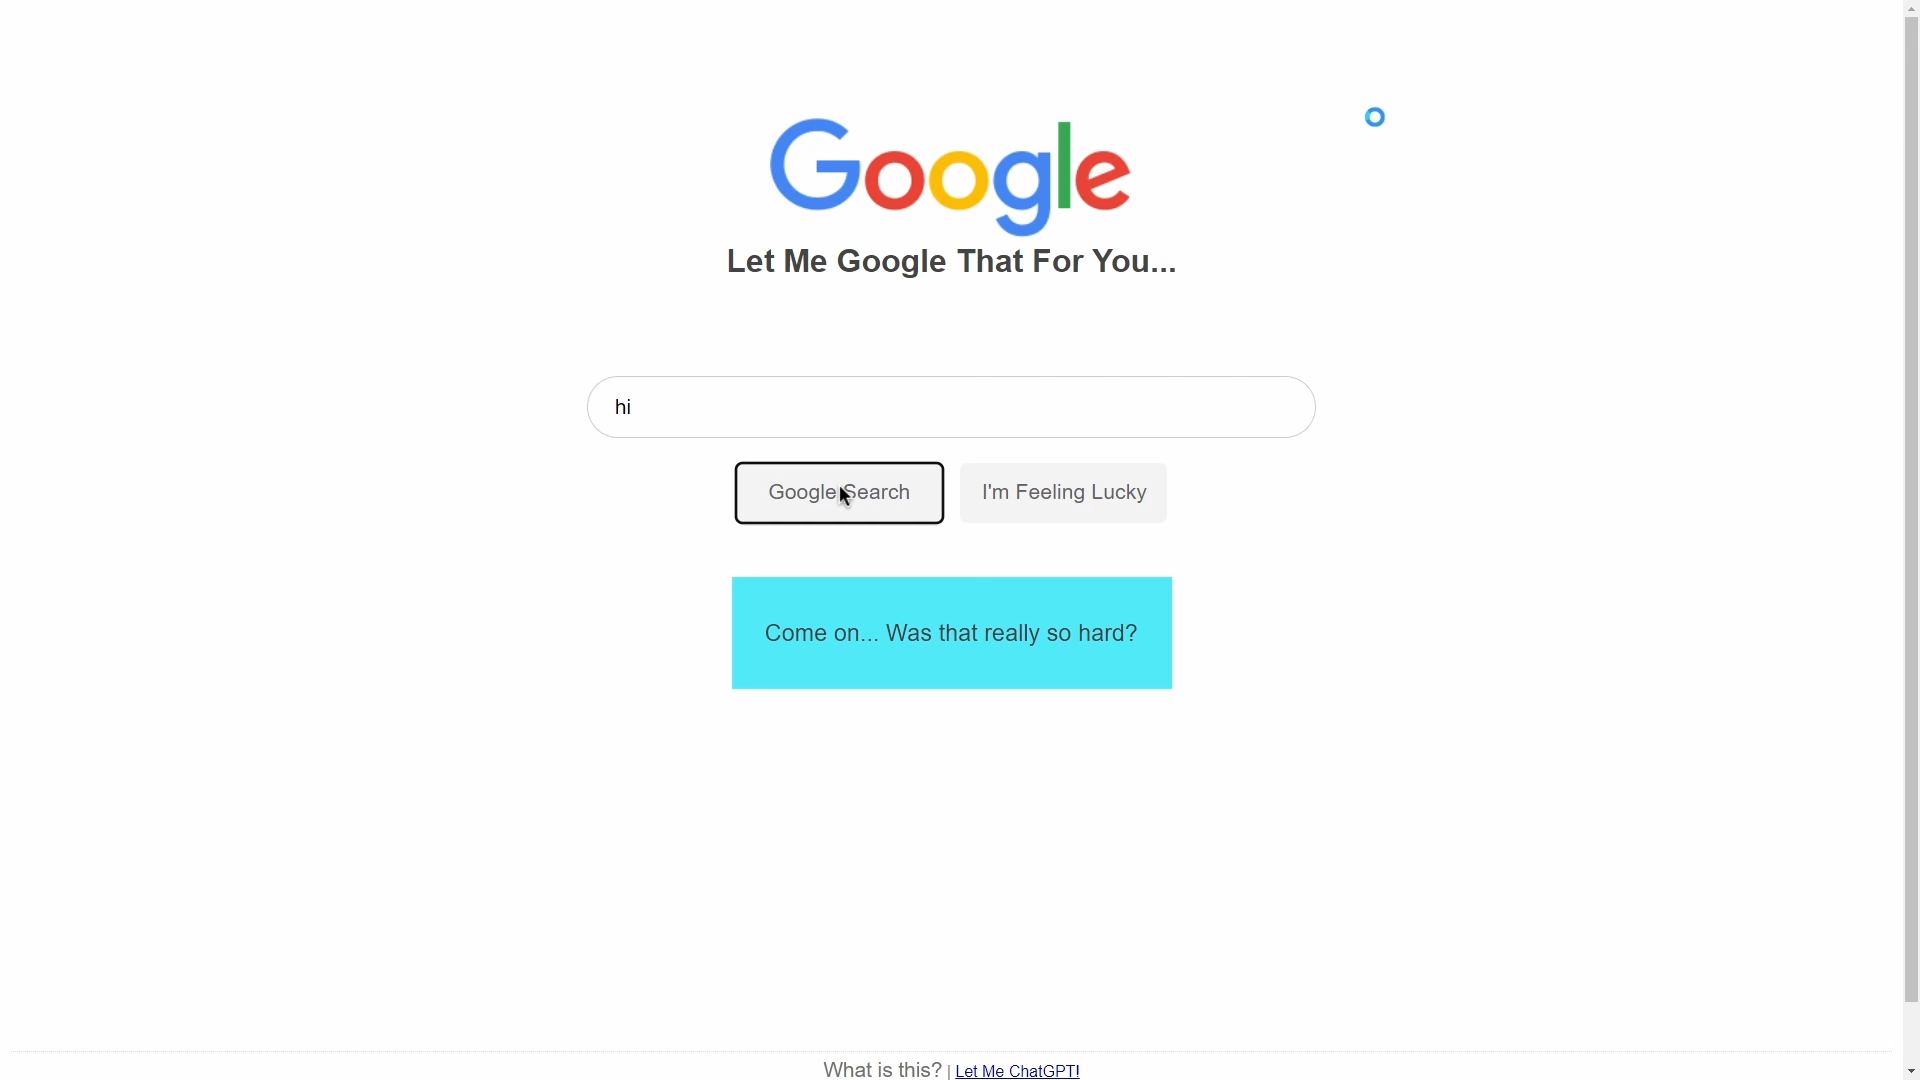 Google
Let Me Google That For You...
hi
Google Search
I'm Feeling Lucky
Come on... Was that really so hard?
What is this? | Let Me ChatGPT!